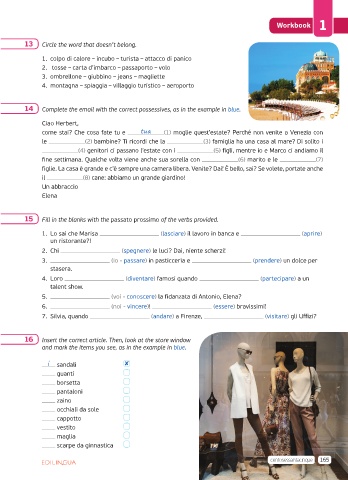 Workbook 1
13 Circle the word that doesn't belong.
1. colpo di calore – incubo – turista – attacco di panico
2. tosse – carta d'imbarco – passaporto – volo
3. ombrellone – giubbino – jeans – magliette
4. montagna – spiaggia – villaggio turistico – aeroporto
14 Complete the email with the correct possessives, as in the example in blue.
Ciao Herbert,
come stai? Che cosa fate tu e tua (1) moglie quest'estate? Perché non venite a Venezia con
le (2) bambine? Ti ricordi che la (3) famiglia ha una casa al mare? Di solito i
(4) genitori ci passano l'estate con i (5) figli, mentre io e Marco ci andiamo il
fine settimana. Qualche volta viene anche sua sorella con (6) marito e le (7)
figlie. La casa è grande e c'è sempre una camera libera. Venite? Dai! È bello, sai? Se volete, portate anche
il (8) cane: abbiamo un grande giardino!
Un abbraccio
Elena
15 Fill in the blanks with the passato prossimo of the verbs provided.
1. Lo sai che Marisa (lasciare) il lavoro in banca e (aprire)
un ristorante?!
2. Chi (spegnere) le luci? Dai, niente scherzi!
3. (io - passare) in pasticceria e (prendere) un dolce per
stasera.
4. Loro (diventare) famosi quando (partecipare) a un
talent show.
5. (voi - conoscere) la fidanzata di Antonio, Elena?
6. (noi - vincere)! (essere) bravissimi!
7. Silvia, quando (andare) a Firenze, (visitare) gli Uffizi?
16 Insert the correct article. Then, look at the store window
and mark the items you see, as in the example in blue.
i sandali ✗
guanti
borsetta
pantaloni
zaino
occhiali da sole
cappotto
vestito
maglia
scarpe da ginnastica
EDILINGUA
centosessantacinque 165